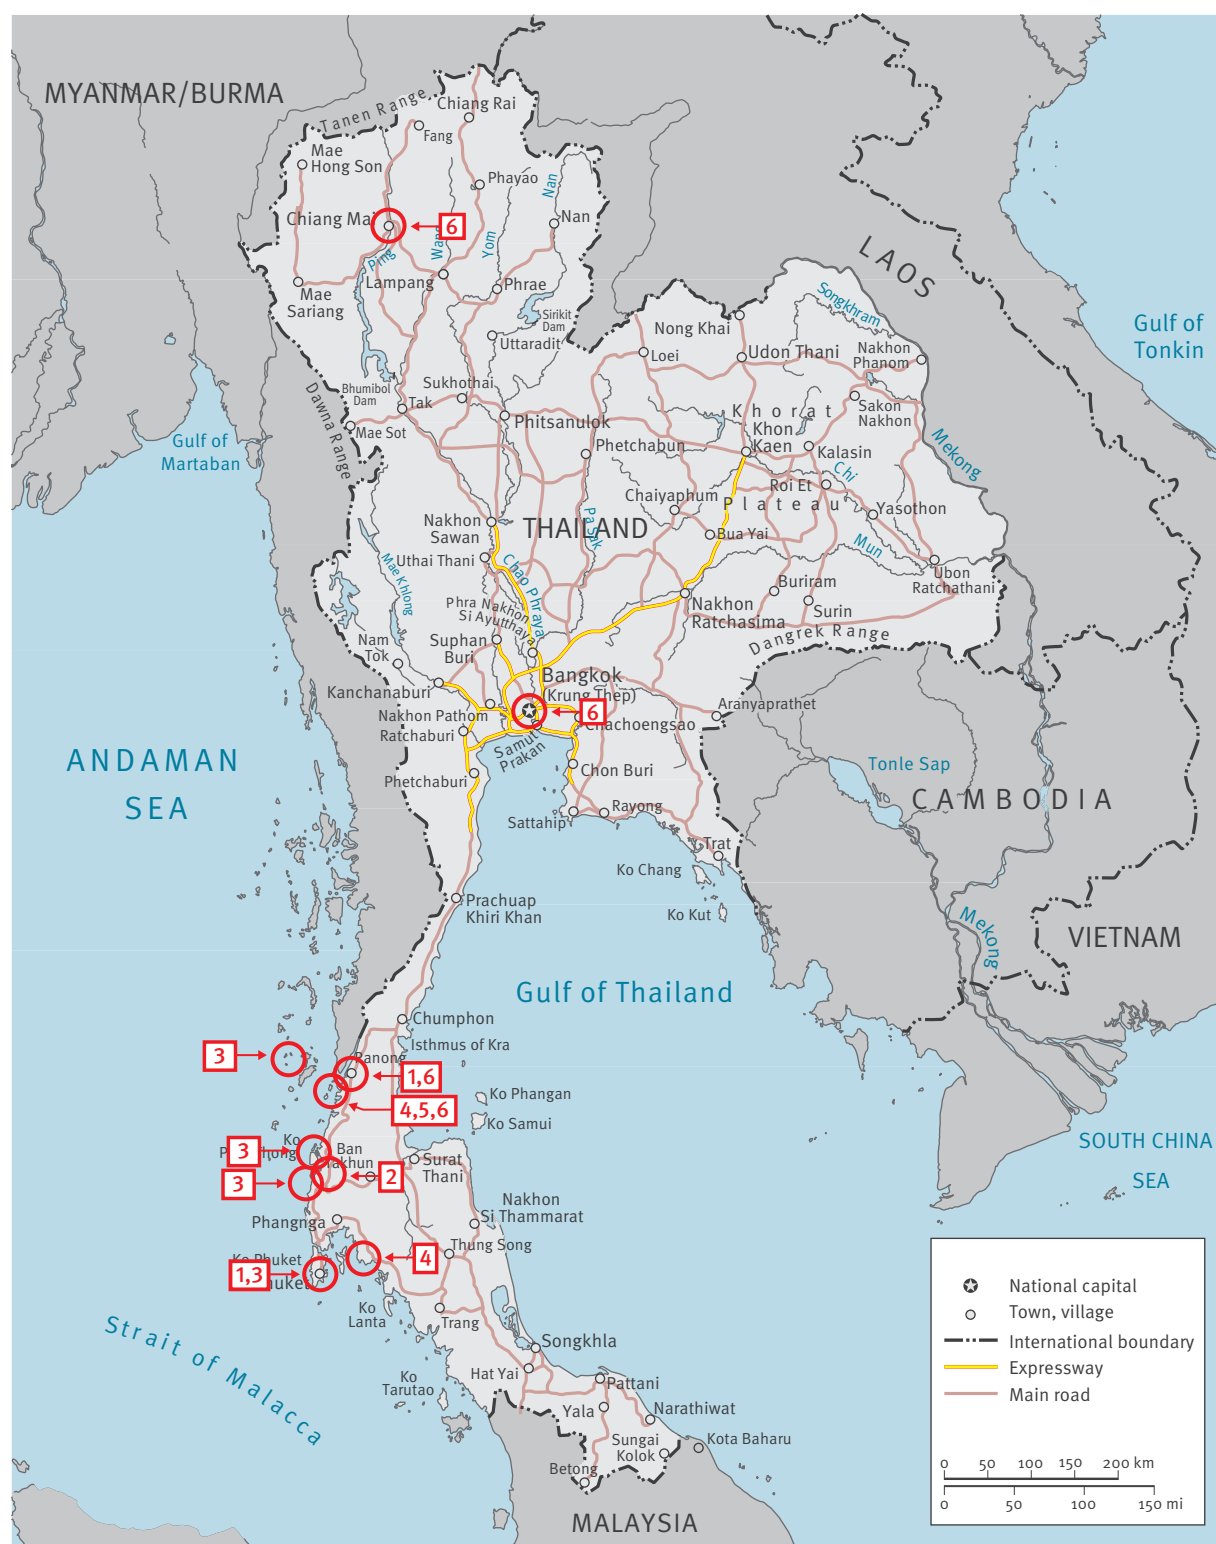 MYANMAR/BURMA
Tanen Range
Chiang Rai
Fang
Mae
Hong Son
Phayao
Nan
Nan
Chiang Mai
6
Ping
Wang
Yom
Lampang
Phrae
Mae
Sariang
Sirikit
Dam
Uttaradit
LAOS
Songkhram
Nong Khai
Loei
Udon Thani
Nakhon
Phanom
Gulf of
Tonkin
Bhumibol
Dam
Sukhothai
Tak
Phitsanulok
Khorat
Plateau
Khon
Kaen
Sakon
Nakhon
Dawna Range
Mae Sot
Gulf of
Martaban
Phetchabun
Kalasin
Chi
Mekong
Roi Et
Chaiyaphum
Yasothon
Nakhon
Sawan
THAILAND
Pa Sak
Bua Yai
Mun
Uthai Thani
Chao Phraya
Mae Khlong
Ubon
Ratchathani
Buriram
Surin
Phra Nakhon
Si Ayutthaya
Nakhon
Ratchasima
Dangrek Range
Suphan
Buri
Nam
Tok
Kanchanaburi
Bangkok
(Krung Thep)
6
Aranyaprathet
Nakhon Pathom
Chachoengsao
Ratchaburi
Samut
Prakan
ANDAMAN
SEA
Phetchaburi
Chon Buri
Tonle Sap
CAMBODIA
Rayong
Sattahip
Trat
Ko Chang
Ko Kut
Prachuap
Khiri Khan
Mekong
VIETNAM
Gulf of Thailand
Chumphon
Isthmus of Kra
3
Ranong
1,6
4,5,6
Ko Phangan
Ko Samui
3
Ko
Ban
2
3
Surat
Thani
SOUTH CHINA
SEA
Nakhon
Si Thammarat
Phangnga
Thung Song
4
Ko Phuket
1,3
Phuket
Ko
Lanta
Trang
Strait of Malacca
Songkhla
Hat Yai
Ko
Tarutao
Pattani
Yala
Narathiwat
Sungai
Kolok
Kota Baharu
Betong
MALAYSIA
National capital
Town, village
International boundary
Expressway
Main road
0 50 100 150 200 km
0 50 100 150 mi